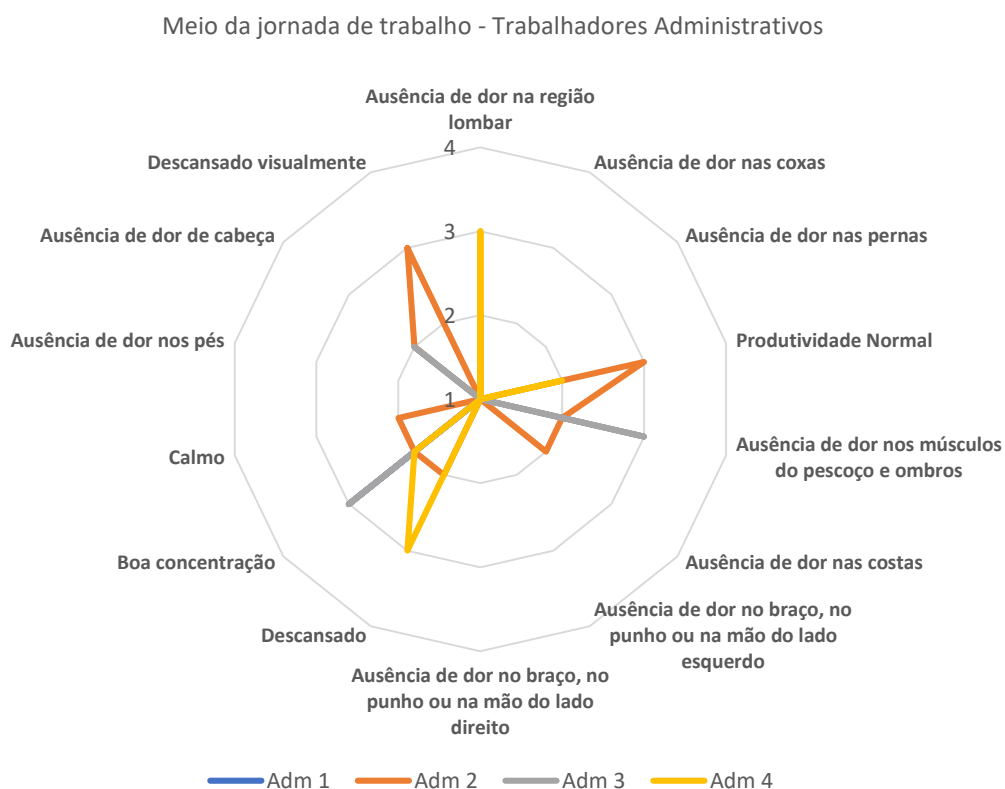 Meio da jornada de trabalho - Trabalhadores Administrativos
Ausência de dor na região
lombar
4
Descansado visualmente
Ausência de dor nas coxas
Ausência de dor de cabeça
3
Ausência de dor nas pernas
2
Ausência de dor nos pés
Produtividade Normal
1
Calmo
Ausência de dor nos músculos
do pescoço e ombros
Boa concentração
Ausência de dor nas costas
Descansado
Ausência de dor no braço, no
punho ou na mão do lado
esquerdo
Ausência de dor no braço, no
punho ou na mão do lado
direito
Adm 1
Adm 2
Adm 3
Adm 4